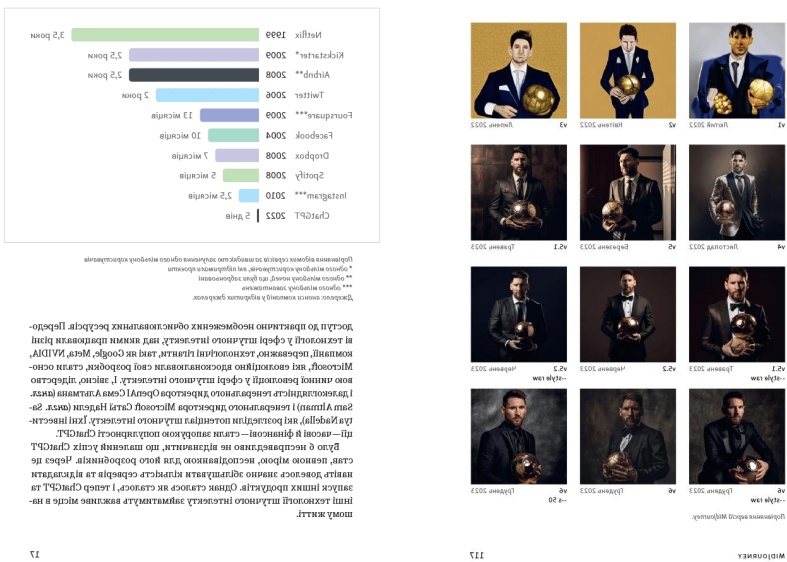 v1 Лютий 2022
v2 Квітень 2022
v3 Липень 2022
v4 Листопад 2022
v5 Березень 2023
v5.1 Травень 2023
v5.1 Травень 2023
--style raw
v5.2 Червень 2023
v5.2 Червень 2023
--style raw
v6 Грудень 2023
--style raw
v6 Грудень 2023
v6 Грудень 2023
--s 50
Порівняння версій Midjourney.
MIDJOURNEY
117
Netflix 1999 3,5 роки
Kickstarter* 2009 2,5 роки
Airbnb** 2008 2,5 роки
Twitter 2006 2 роки
Foursquare*** 2009 13 місяців
Facebook 2004 10 місяців
Dropbox 2008 7 місяців
Spotify 2008 5 місяців
Instagram*** 2010 2,5 місяців
ChatGPT 2022 5 днів
Порівняння відомих сервісів за швидкістю залучення одного мільйону користувачів
* одного мільйону користувачів, які підтримали проєкти
** одного мільйону ночей, що були заброньовані
*** одного мільйону завантажень
Джерело: анонси компаній у відкритих джерелах.
доступ до практично необмежених обчислювальних ресурсів. Передо-
ві технології у сфері штучного інтелекту, над якими працювали різні
компанії, переважно, технологічні гіганти, такі як Google, Meta, NVIDIA,
Microsoft, які еволюційно вдосконалювали свої розробки, стали осно-
вою чинної революції у сфері штучного інтелекту. І, звісно, лідерство
і далекоглядність генерального директора OpenAI Сема Альтмана (англ.
Sam Altman) і генерального директора Microsoft Сатьї Надели (англ. Sa-
tya Nadella), які розгледіли потенціал штучного інтелекту. Їхні інвести-
ції — часові й фінансові — стали запорукою популярності ChatGPT.
Було б несправедливо не відзначити, що шалений успіх ChatGPT
став, певною мірою, несподіванкою для його розробників. Через це
навіть довелось значно збільшувати кількість серверів та відкладати
запуск інших продуктів. Однак сталось як сталось, і тепер ChatGPT та
інші технології штучного інтелекту займатимуть важливе місце в на-
шому житті.
17